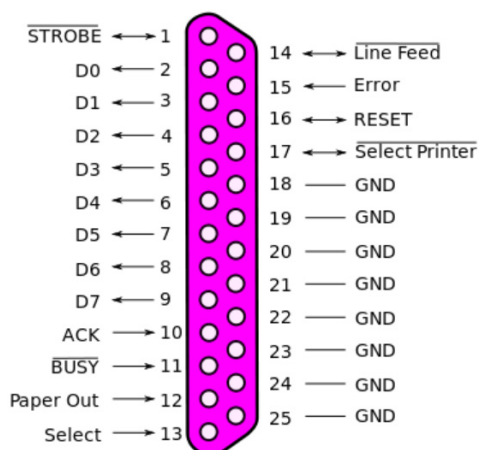 STROBE 1
D0 2
D1 3
D2 4
D3 5
D4 6
D5 7
D6 8
D7 9
ACK 10
BUSY 11
Paper Out 12
Select 13
14 Line Feed
15 Error
16 RESET
17 Select Printer
18 GND
19 GND
20 GND
21 GND
22 GND
23 GND
24 GND
25 GND